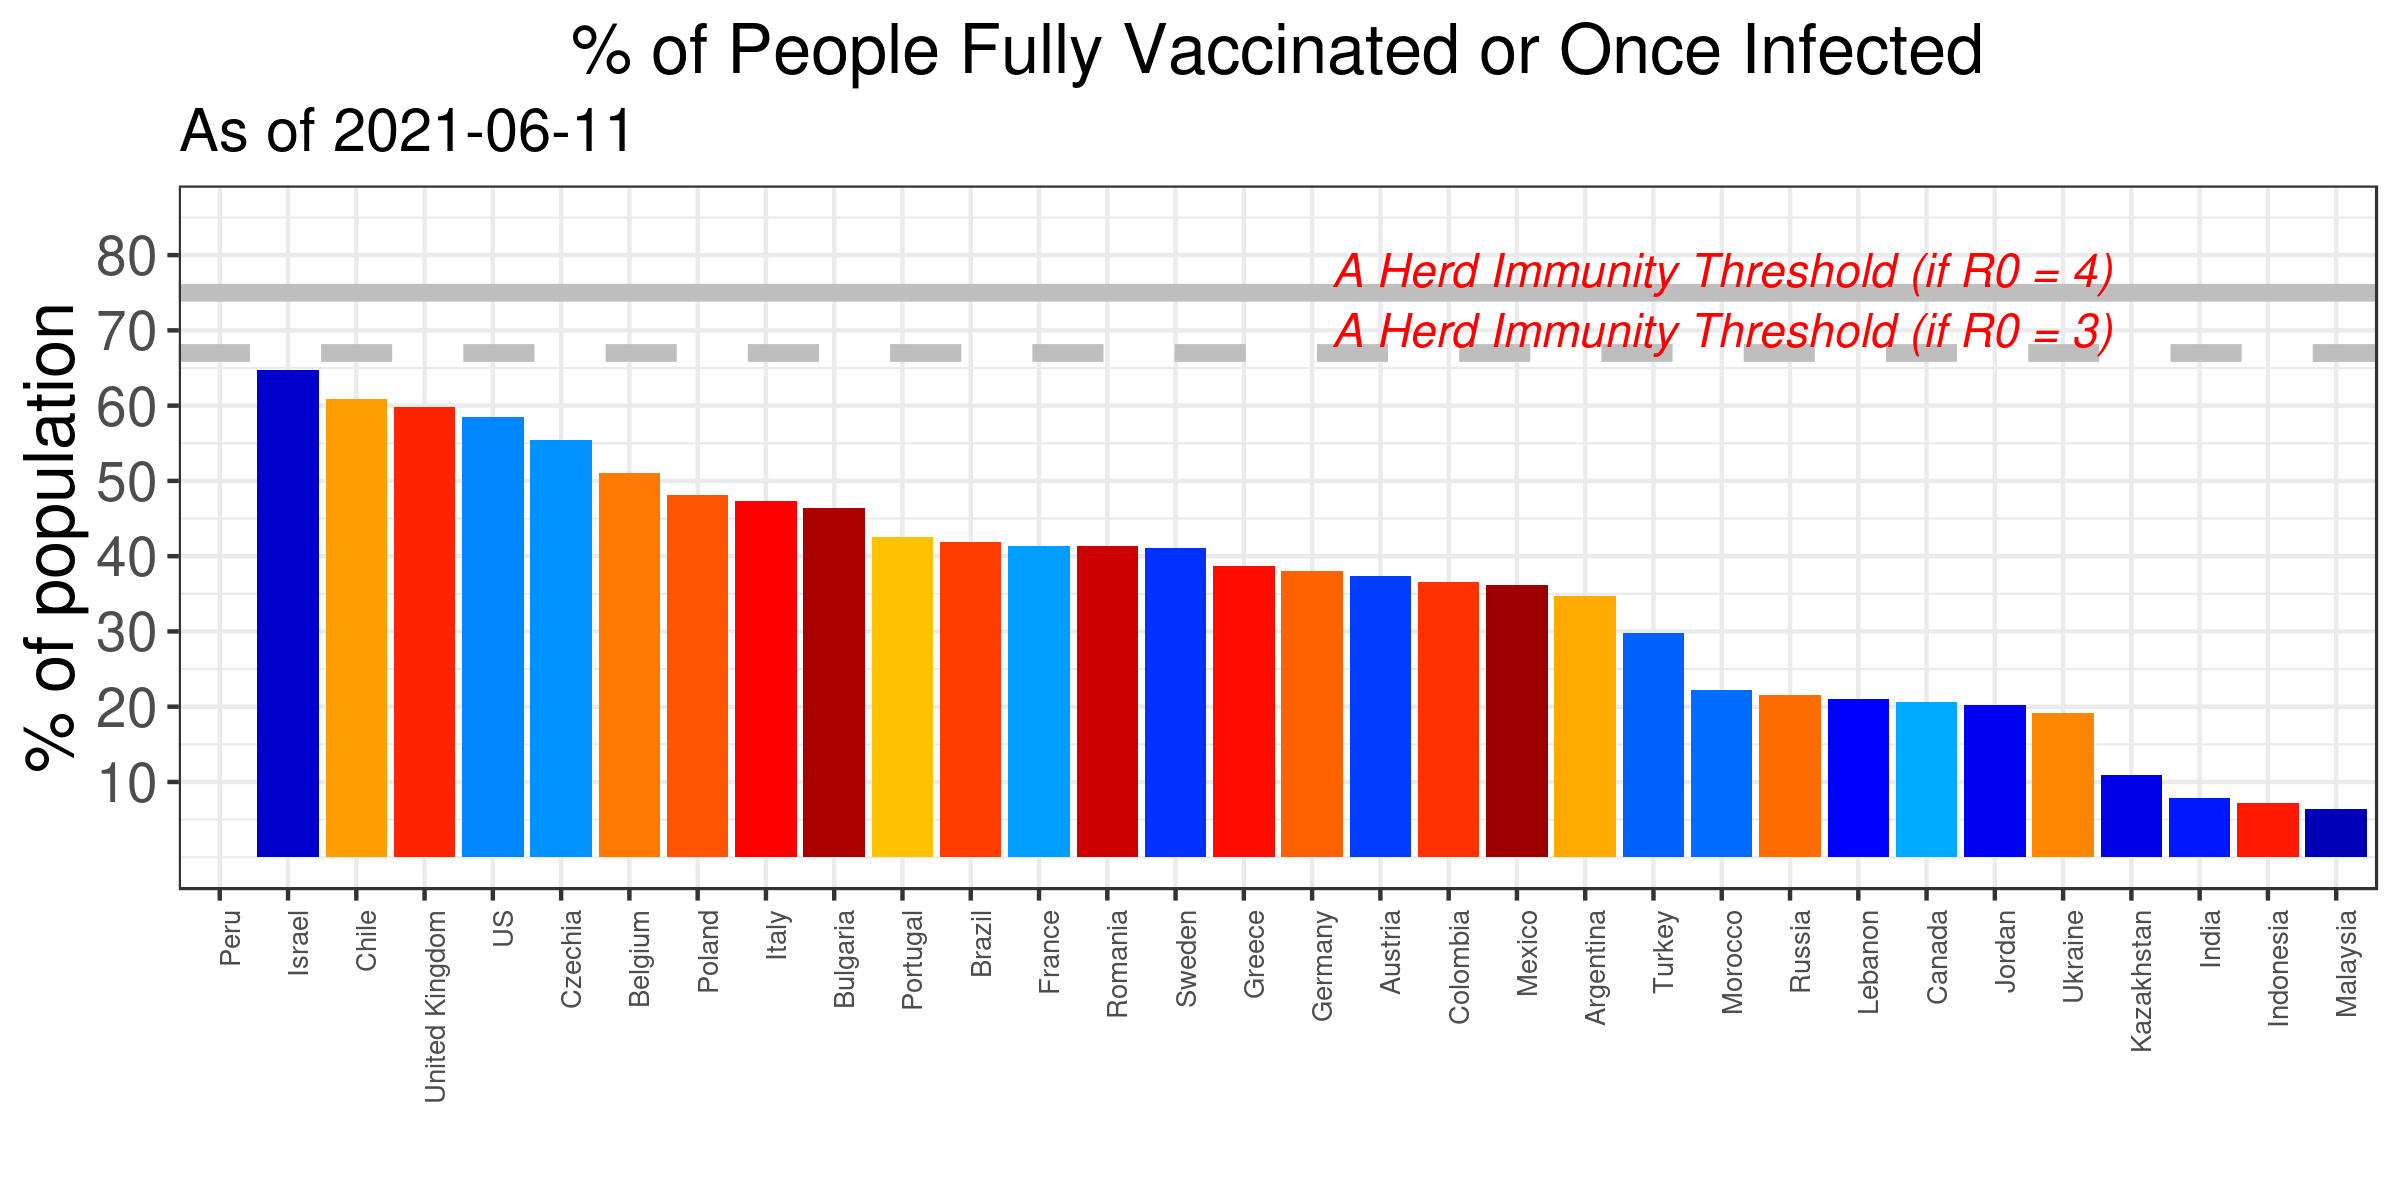 % of People Fully Vaccinated or Once Infected
As of 2021-06-11
% of population
80
70
60
50
40
30
20
10
A Herd Immunity Threshold (if R0 = 4)
A Herd Immunity Threshold (if R0 = 3)
Peru
Israel
Chile
United Kingdom
US
Czechia
Belgium
Poland
Italy
Bulgaria
Portugal
Brazil
France
Romania
Sweden
Greece
Germany
Austria
Colombia
Mexico
Argentina
Turkey
Morocco
Russia
Lebanon
Canada
Jordan
Ukraine
Kazakhstan
India
Indonesia
Malaysia